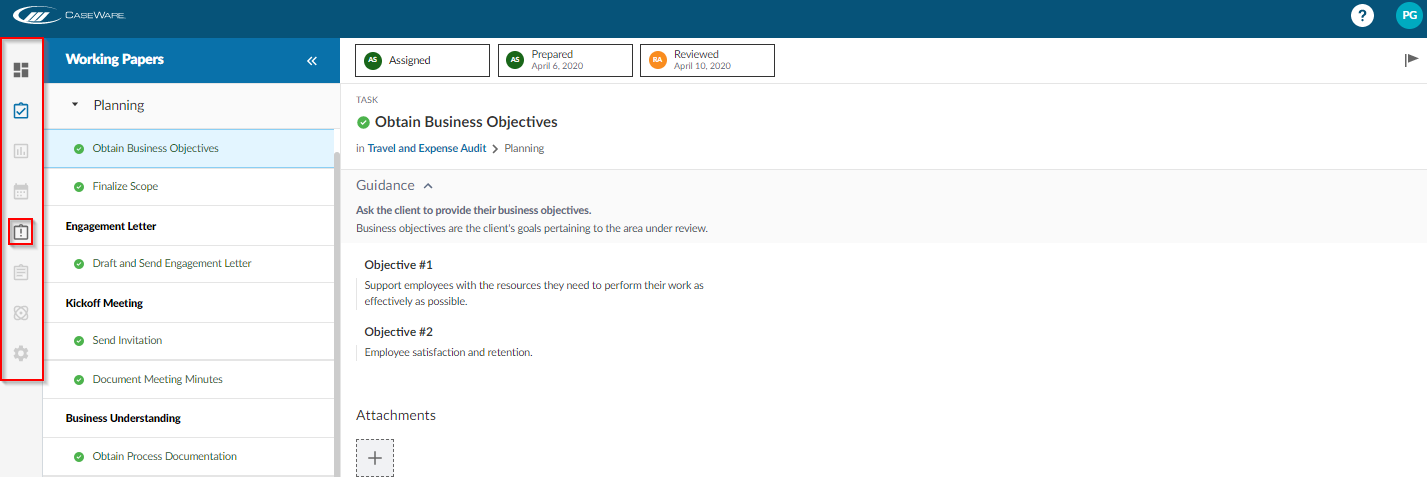 CASEWARE.
?
PG
Working Papers
«
Planning
Obtain Business Objectives
Finalize Scope
Engagement Letter
Draft and Send Engagement Letter
Kickoff Meeting
Send Invitation
Document Meeting Minutes
Business Understanding
Obtain Process Documentation
AS
Assigned
AS
Prepared
April 6, 2020
RA
Reviewed
April 10, 2020
TASK
Obtain Business Objectives
in Travel and Expense Audit > Planning
Guidance
Ask the client to provide their business objectives.
Business objectives are the client's goals pertaining to the area under review.
Objective #1
Support employees with the resources they need to perform their work as
effectively as possible.
Objective #2
Employee satisfaction and retention.
Attachments
+